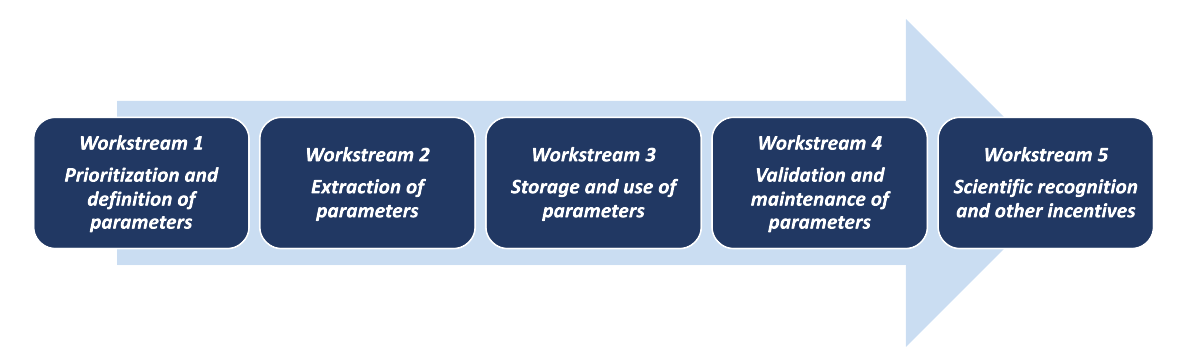 Workstream 1
Prioritization and
definition of
parameters
Workstream 2
Extraction of
parameters
Workstream 3
Storage and use of
parameters
Workstream 4
Validation and
maintenance of
parameters
Workstream 5
Scientific recognition
and other incentives